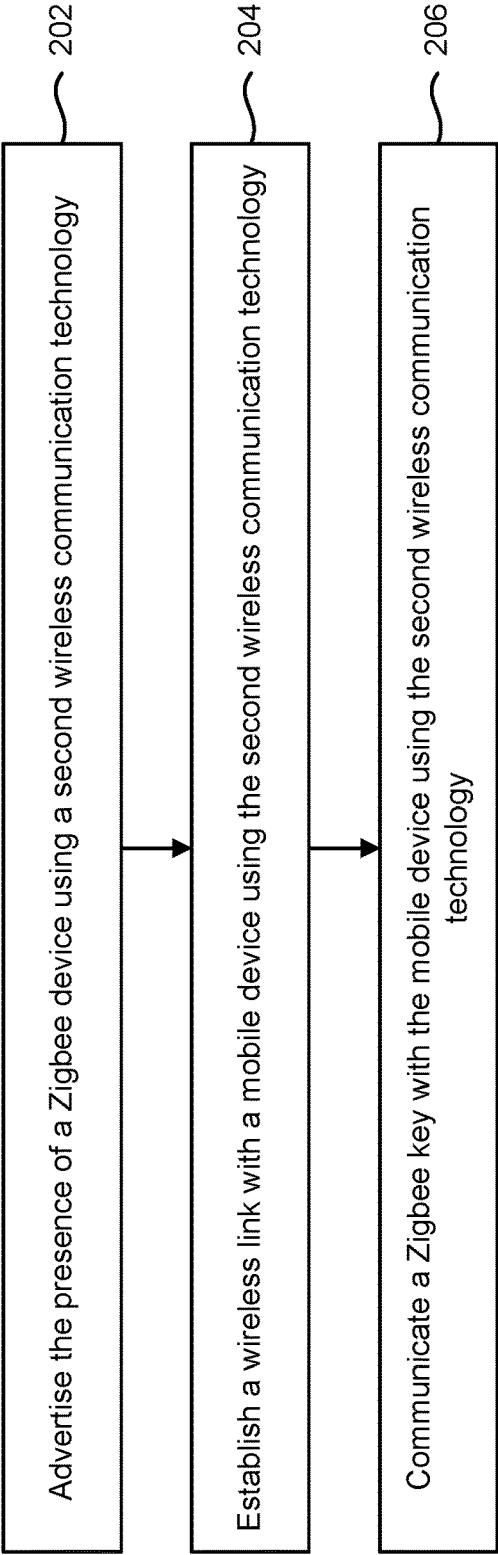 Advertise the presence of a Zigbee device using a second wireless communication technology
202
Establish a wireless link with a mobile device using the second wireless communication technology
204
Communicate a Zigbee key with the mobile device using the second wireless communication
technology
206